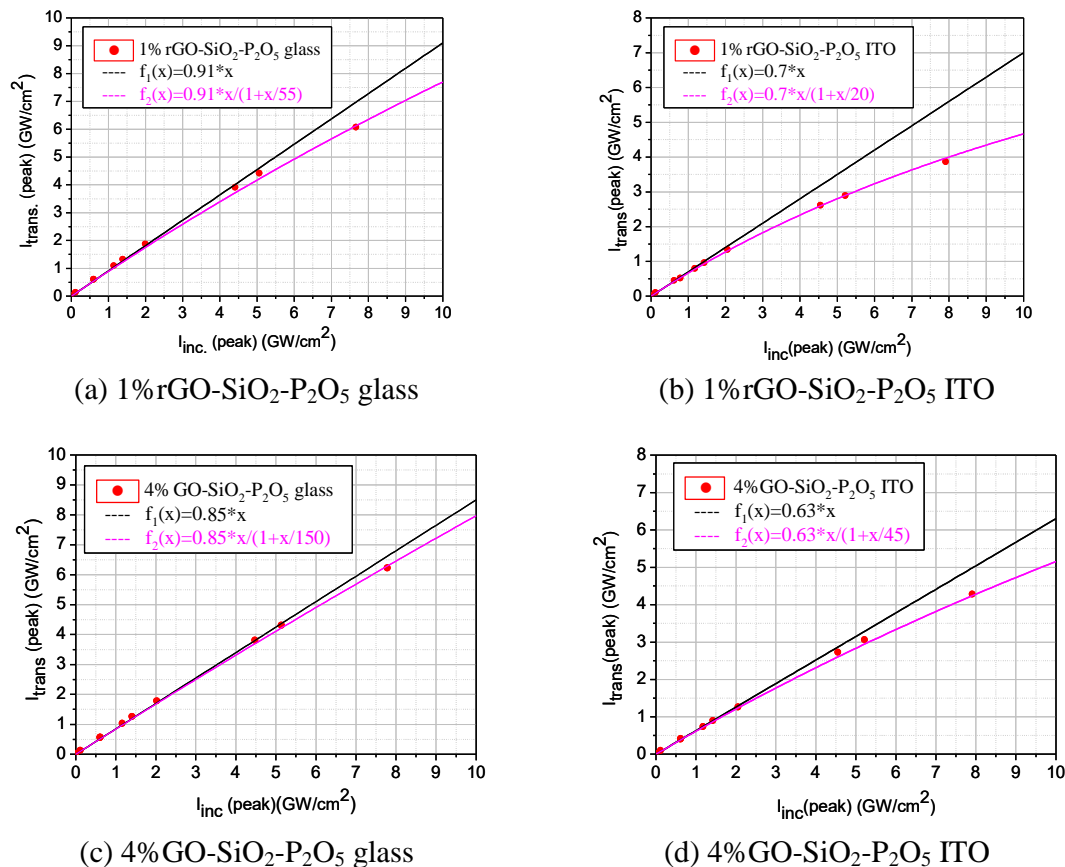 1% rGO-SiO₂-P₂O₅ glass
f₁(x)=0.91*x
f₂(x)=0.91*x/(1+x/55)
I_trans. (peak) (GW/cm²)
10
9
8
7
6
5
4
3
2
1
0
0 1 2 3 4 5 6 7 8 9 10
I_inc. (peak) (GW/cm²)
(a) 1%rGO-SiO₂-P₂O₅ glass
1% rGO-SiO₂-P₂O₅ ITO
f₁(x)=0.7*x
f₂(x)=0.7*x/(1+x/20)
I_trans(peak) (GW/cm²)
8
7
6
5
4
3
2
1
0
0 1 2 3 4 5 6 7 8 9 10
I_inc(peak) (GW/cm²)
(b) 1%rGO-SiO₂-P₂O₅ ITO
4% GO-SiO₂-P₂O₅ glass
f₁(x)=0.85*x
f₂(x)=0.85*x/(1+x/150)
I_trans (peak) (GW/cm²)
10
9
8
7
6
5
4
3
2
1
0
0 1 2 3 4 5 6 7 8 9 10
I_inc (peak)(GW/cm²)
(c) 4%GO-SiO₂-P₂O₅ glass
4%GO-SiO₂-P₂O₅ ITO
f₁(x)=0.63*x
f₂(x)=0.63*x/(1+x/45)
I_trans(peak) (GW/cm²)
8
7
6
5
4
3
2
1
0
0 1 2 3 4 5 6 7 8 9 10
I_inc(peak) (GW/cm²)
(d) 4%GO-SiO₂-P₂O₅ ITO